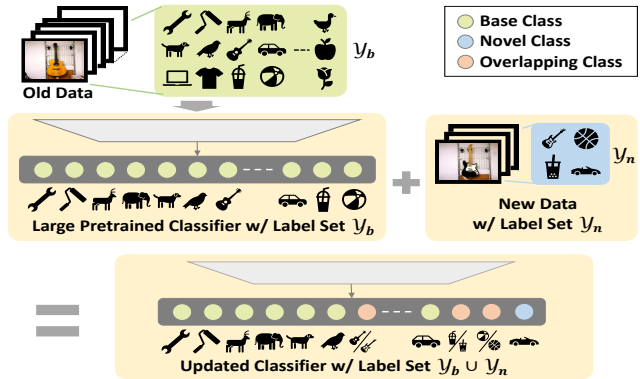 Base Class
Novel Class
Overlapping Class
Old Data
𝒴b
Large Pretrained Classifier w/ Label Set 𝒴b
𝒴n
New Data
w/ Label Set 𝒴n
Updated Classifier w/ Label Set 𝒴b ∪ 𝒴n